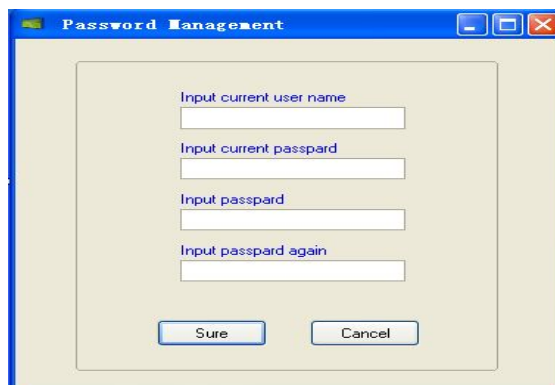 Password Management
Input current user name
Input current passpard
Input passpard
Input passpard again
Sure Cancel